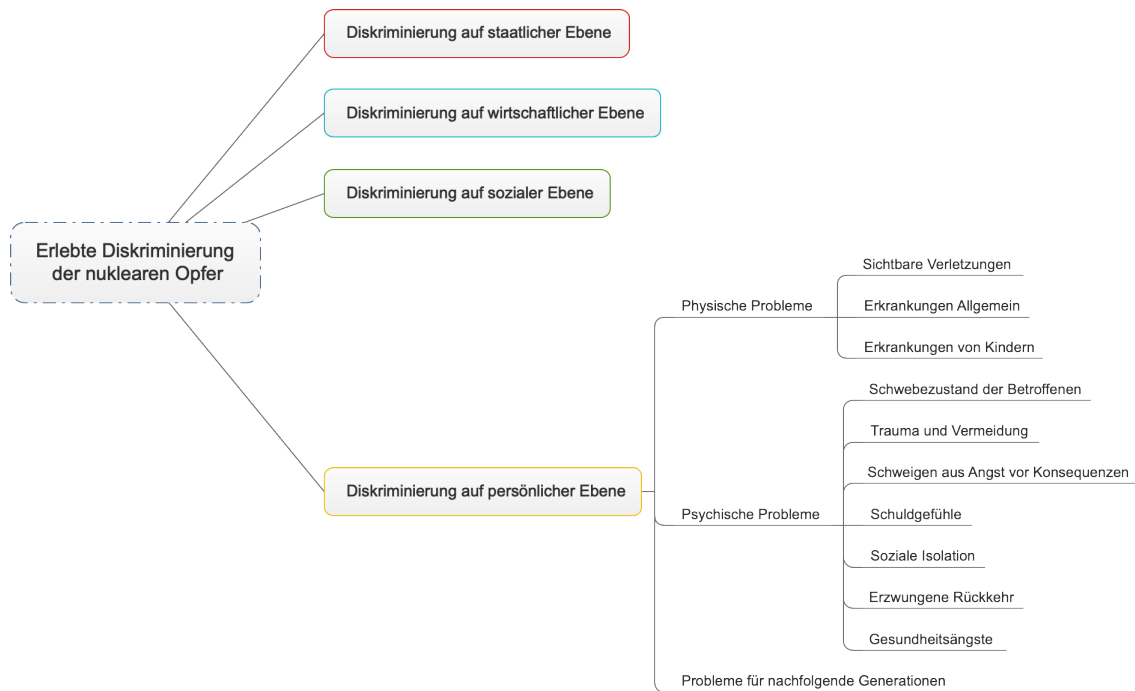 Diskriminierung auf staatlicher Ebene
Diskriminierung auf wirtschaftlicher Ebene
Diskriminierung auf sozialer Ebene
Erlebte Diskriminierung
der nuklearen Opfer
Diskriminierung auf persönlicher Ebene
Physische Probleme
Sichtbare Verletzungen
Erkrankungen Allgemein
Erkrankungen von Kindern
Psychische Probleme
Schwebezustand der Betroffenen
Trauma und Vermeidung
Schweigen aus Angst vor Konsequenzen
Schuldgefühle
Soziale Isolation
Erzwungene Rückkehr
Gesundheitsängste
Probleme für nachfolgende Generationen